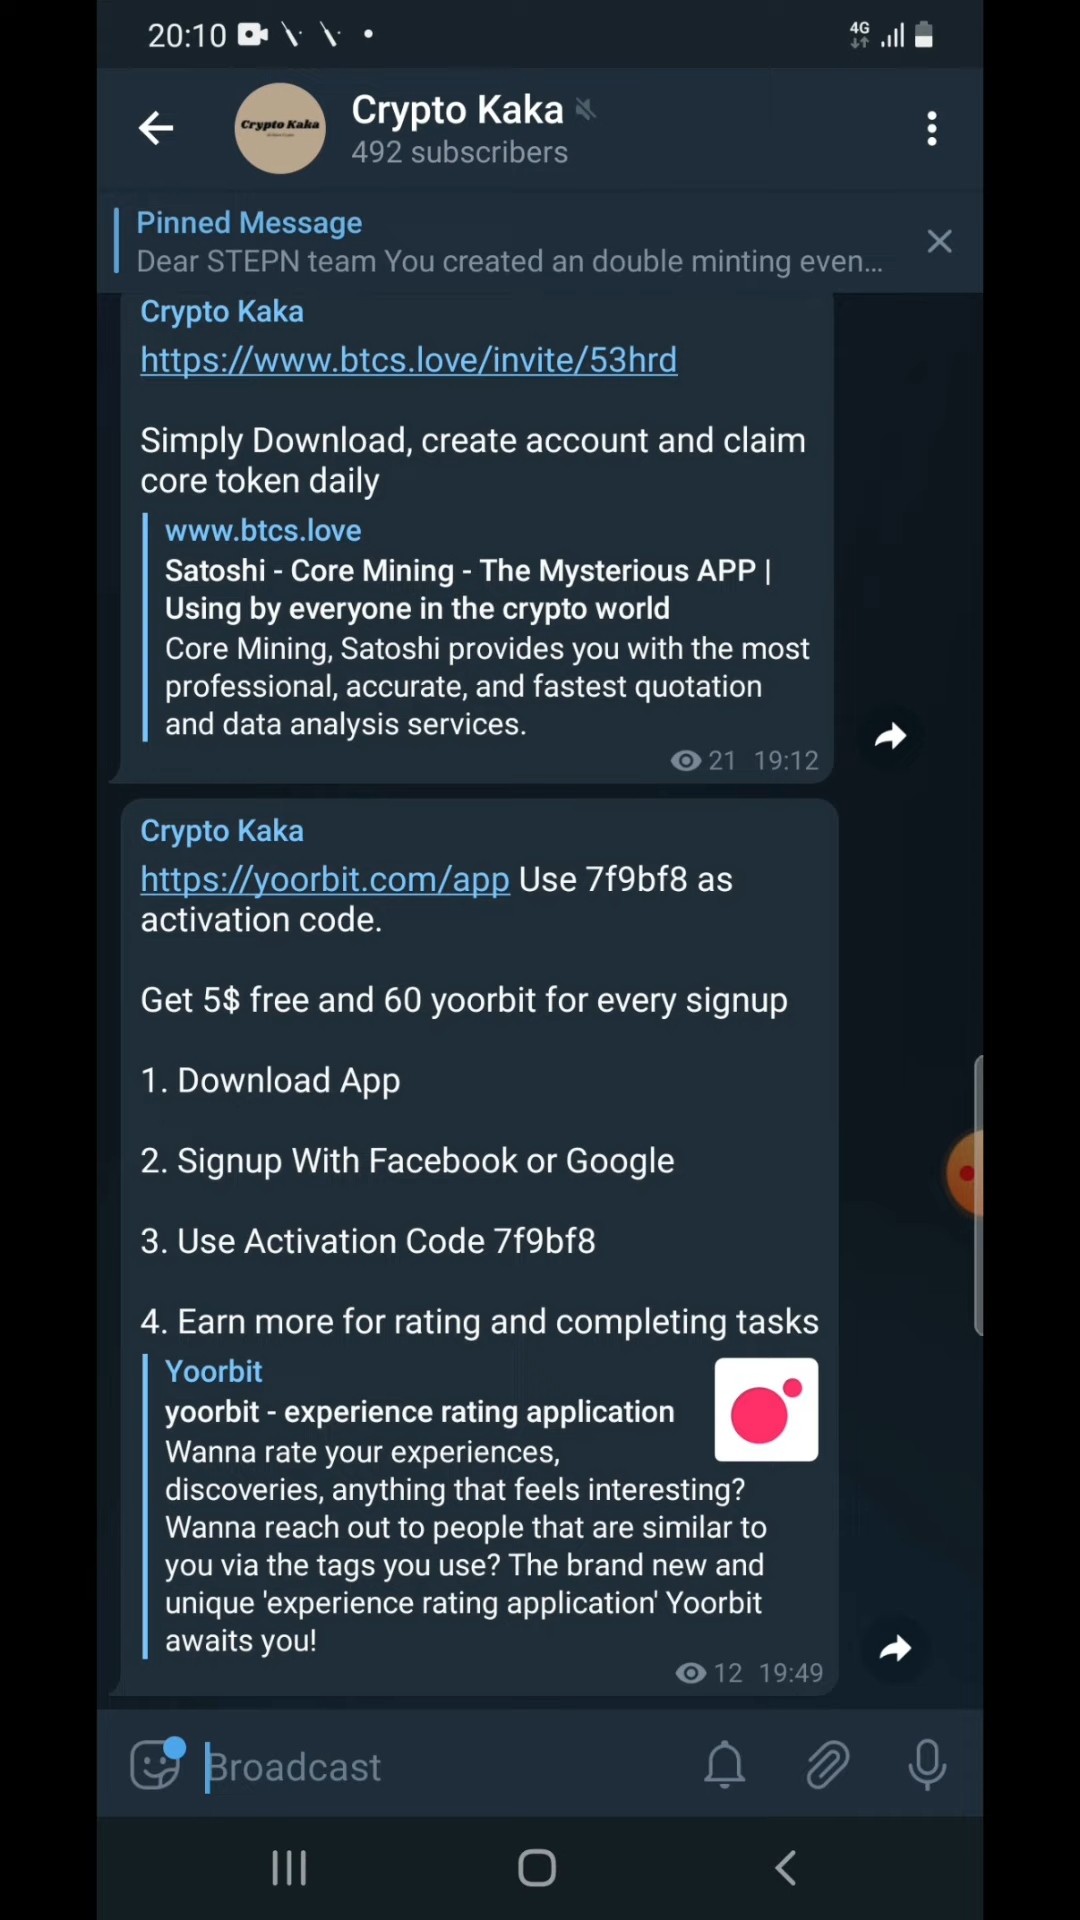 20:10
4G
Crypto Kaka
Crypto Kaka
492 subscribers
Pinned Message
Dear STEPN team You created an double minting even...
Crypto Kaka
https://www.btcs.love/invite/53hrd
Simply Download, create account and claim
core token daily
www.btcs.love
Satoshi - Core Mining - The Mysterious APP |
Using by everyone in the crypto world
Core Mining, Satoshi provides you with the most
professional, accurate, and fastest quotation
and data analysis services.
21 19:12
Crypto Kaka
https://yoorbit.com/app Use 7f9bf8 as
activation code.
Get 5$ free and 60 yoorbit for every signup
1. Download App
2. Signup With Facebook or Google
3. Use Activation Code 7f9bf8
4. Earn more for rating and completing tasks
Yoorbit
yoorbit - experience rating application
Wanna rate your experiences,
discoveries, anything that feels interesting?
Wanna reach out to people that are similar to
you via the tags you use? The brand new and
unique 'experience rating application' Yoorbit
awaits you!
12 19:49
Broadcast